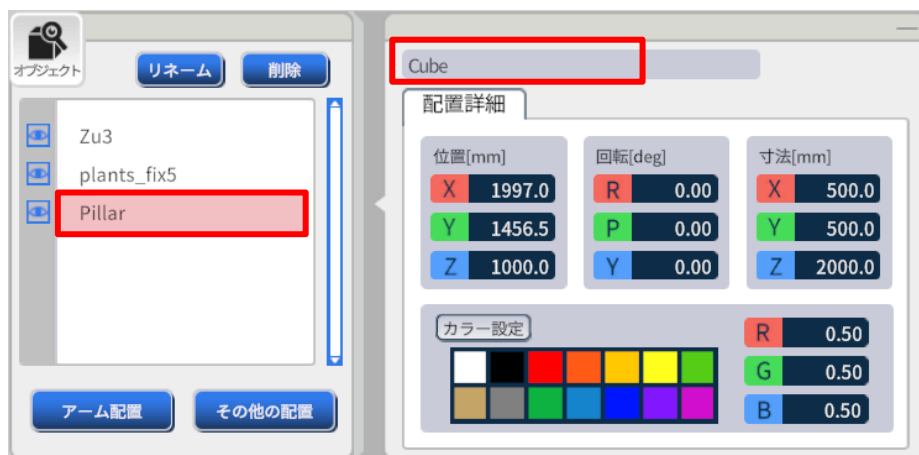 オブジェクト
リネーム
削除
Zu3
plants_fix5
Pillar
アーム配置
その他の配置
Cube
配置詳細
位置[mm]
X 1997.0
Y 1456.5
Z 1000.0
回転[deg]
R 0.00
P 0.00
Y 0.00
寸法[mm]
X 500.0
Y 500.0
Z 2000.0
カラー設定
R 0.50
G 0.50
B 0.50